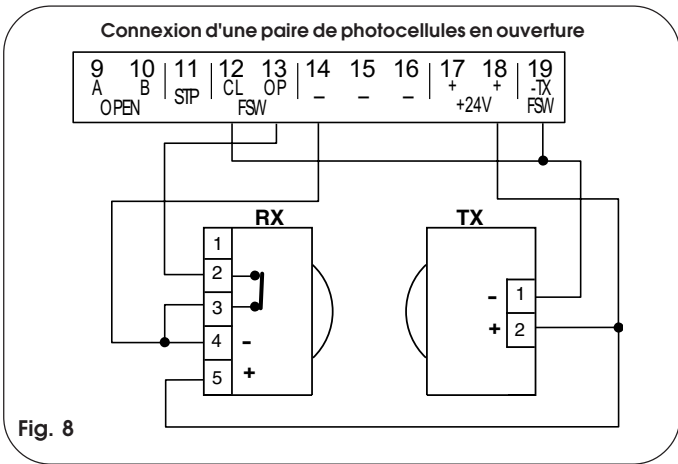 Connexion d'une paire de photocellules en ouverture
9 10 11 12 13 14 15 16 17 18 19
A B STP CL OP – – – + + -TX
OPEN FSW +24V FSW
RX TX
1
2
3
4 -
5 +
- 1
+ 2
Fig. 8